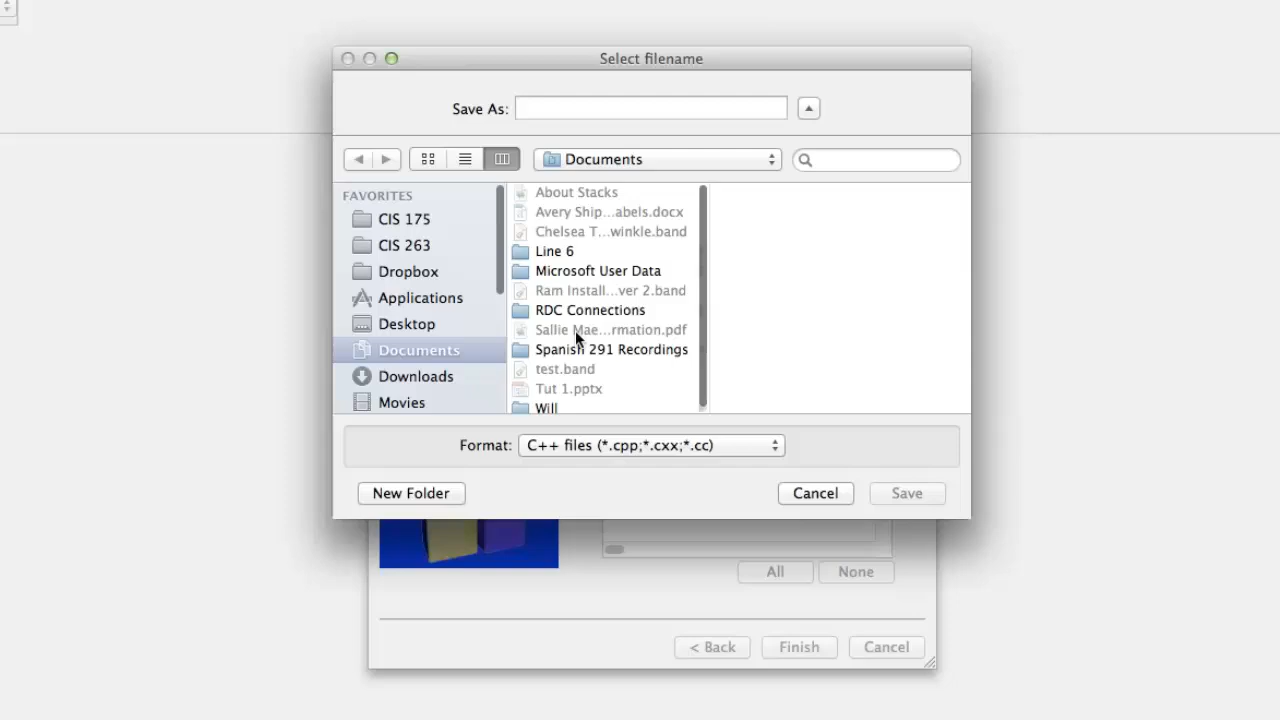 Select filename
Save As:
Documents
FAVORITES
CIS 175
CIS 263
Dropbox
Applications
Desktop
Documents
Downloads
Movies
About Stacks
Avery Ship...abels.docx
Chelsea T...winkle.band
Line 6
Microsoft User Data
Ram Install...ver 2.band
RDC Connections
Sallie Mae...rmation.pdf
Spanish 291 Recordings
test.band
Tut 1.pptx
Will
Format: C++ files (*.cpp;*.cxx;*.cc)
New Folder Cancel Save
All None
< Back Finish Cancel